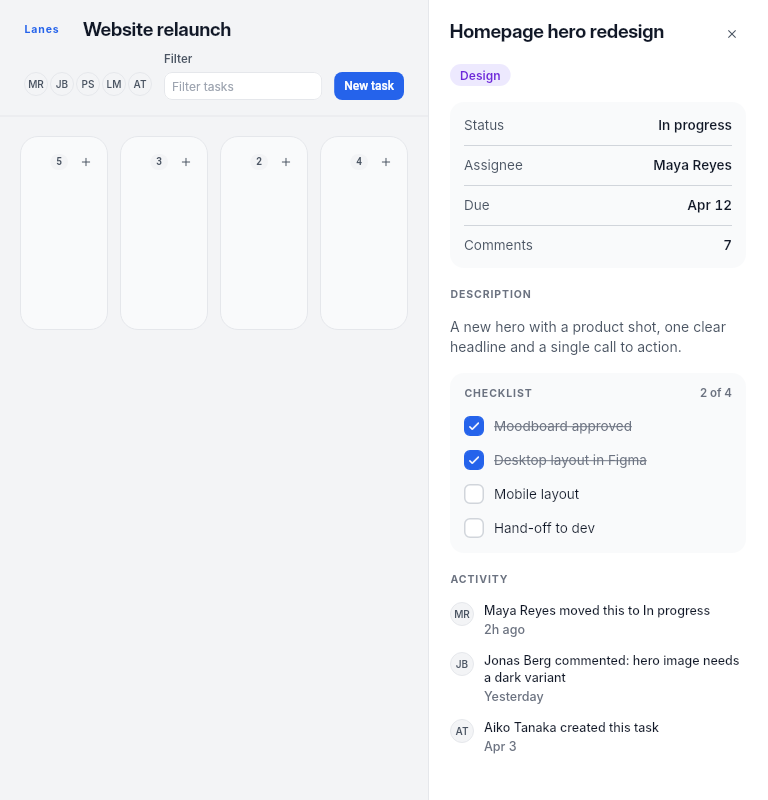 Lanes
Website relaunch
MR JB PS LM AT
Filter
Filter tasks
New task
5 +
3 +
2 +
4 +
Homepage hero redesign
Design
Status In progress
Assignee Maya Reyes
Due Apr 12
Comments 7
DESCRIPTION
A new hero with a product shot, one clear
headline and a single call to action.
CHECKLIST 2 of 4
Moodboard approved
Desktop layout in Figma
Mobile layout
Hand-off to dev
ACTIVITY
MR Maya Reyes moved this to In progress
2h ago
JB Jonas Berg commented: hero image needs
a dark variant
Yesterday
AT Aiko Tanaka created this task
Apr 3